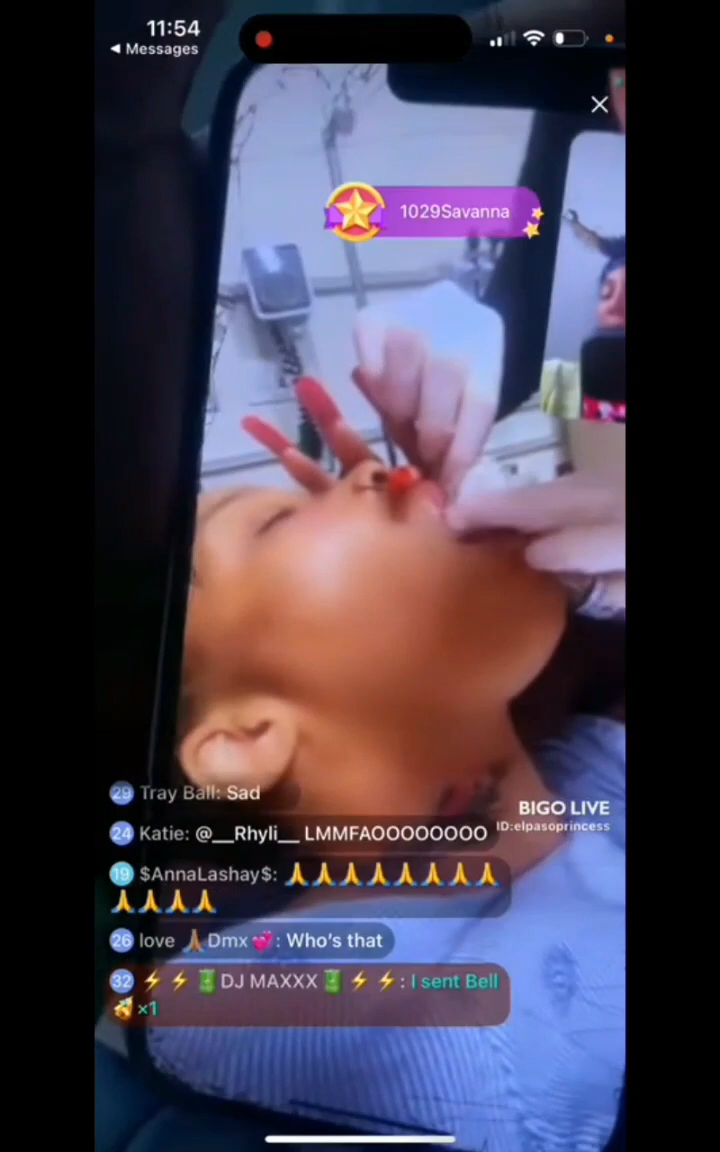 11:54
◀ Messages
1029Savanna
29 Tray Ball: Sad
BIGO LIVE
ID:elpasoprincess
24 Katie: @__Rhyli__ LMMFAOOOOOOOO
19 $AnnaLashay$: 🙏🙏🙏🙏🙏🙏🙏🙏
🙏🙏🙏🙏
26 love 🙏🏽Dmx💞: Who's that
32 ⚡⚡🔋DJ MAXXX🔋⚡⚡: I sent Bell
×1